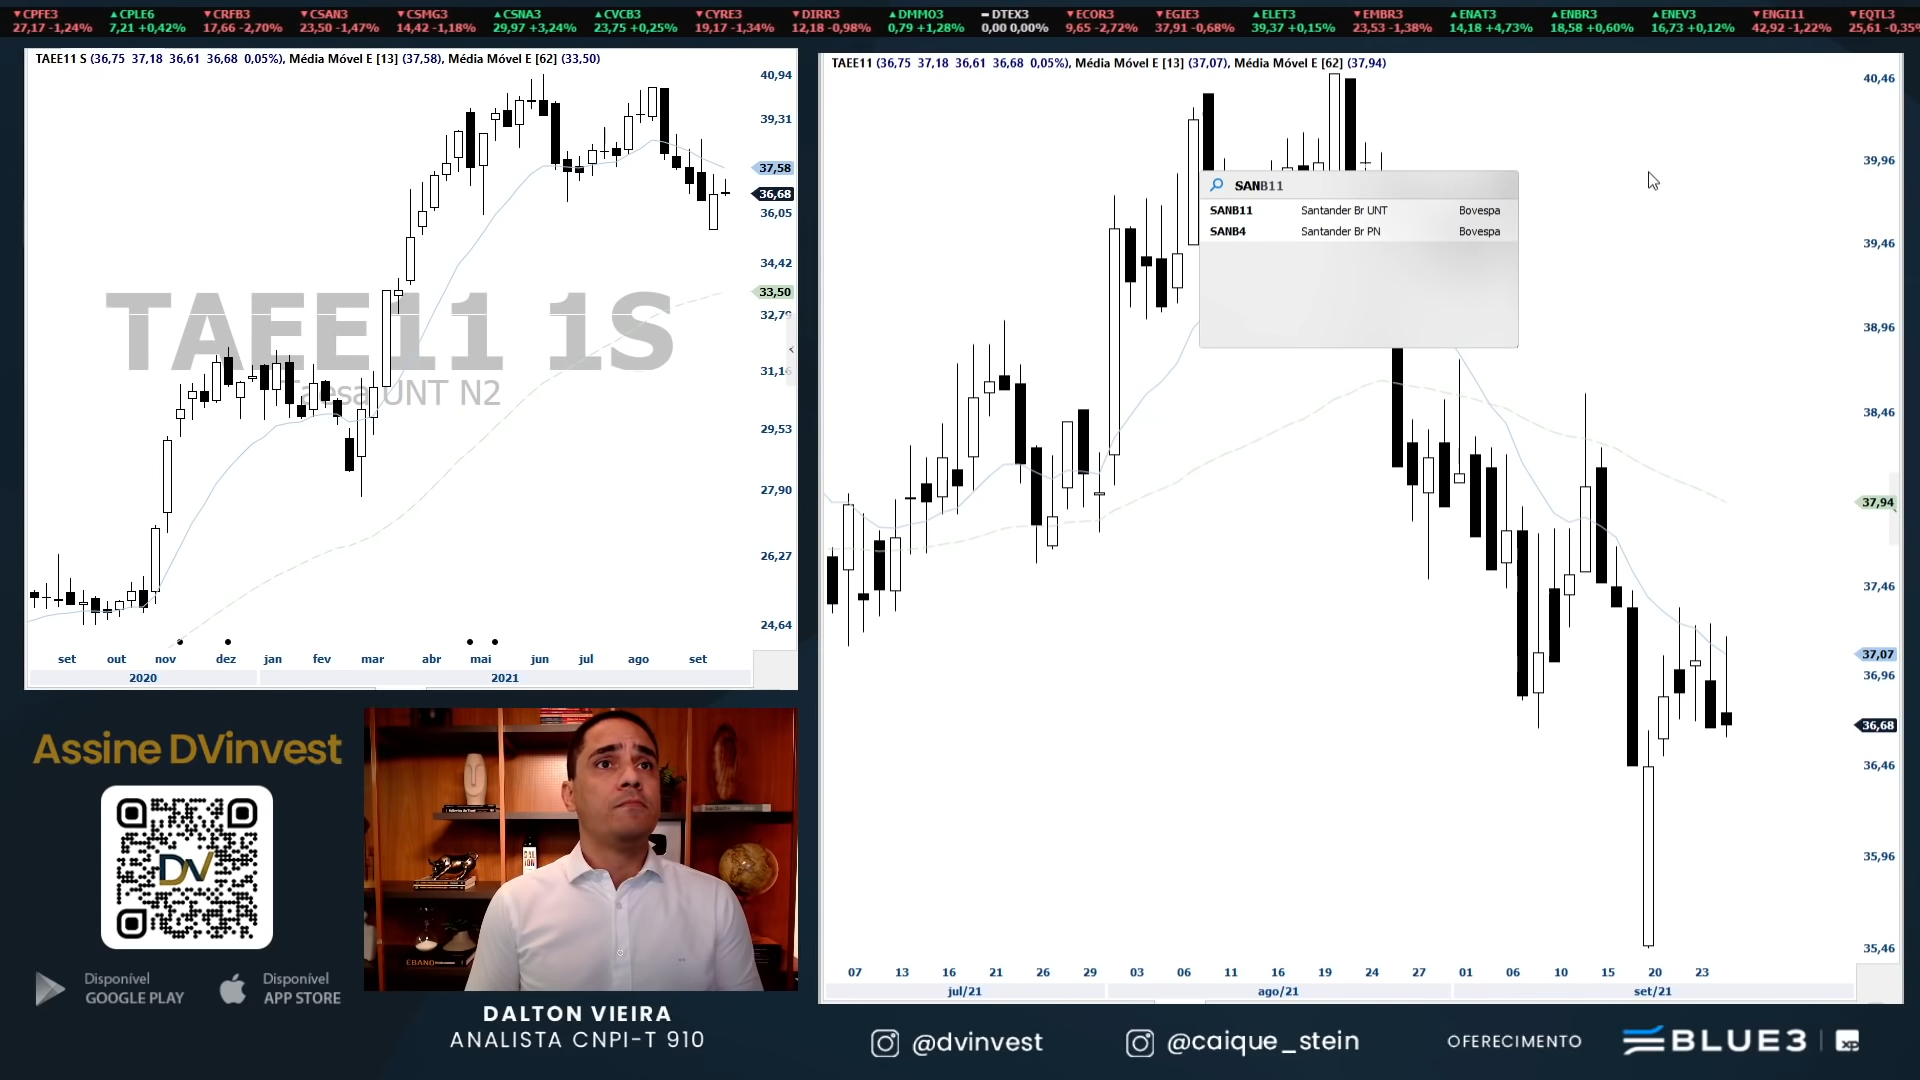 ▼CPFE3 ▲CPLE6 ▼CRFB3 ▼CSAN3 ▼CSMG3 ▲CSNA3 ▲CVCB3 ▼CYRE3 ▼DIRR3 ▲DMMO3 DTEX3 ▼ECOR3 ▼EGIE3 ▲ELET3 ▼EMBR3 ▲ENAT3 ▲ENBR3 ▲ENEV3 ▼ENGI11 ▼EQTL3
27,17 -1,24% 7,21 +0,42% 17,66 -2,70% 23,50 -1,47% 14,42 -1,18% 29,97 +3,24% 23,75 +0,25% 19,17 -1,34% 12,18 -0,98% 0,79 +1,28% 0,00 0,00% 9,65 -2,72% 37,91 -0,68% 39,37 +0,15% 23,53 -1,38% 14,18 +4,73% 18,58 +0,60% 16,73 +0,12% 42,92 -1,22% 25,61 -0,35%
TAEE11 S (36,75 37,18 36,61 36,68 0,05%), Média Móvel E [13] (37,58), Média Móvel E [62] (33,50)
40,94
39,31
37,58
36,68
36,05
34,42
33,50
32,79
31,16
29,53
27,90
26,27
24,64
TAEE11 1S
Taesa UNT N2
set out nov dez jan fev mar abr mai jun jul ago set
2020 2021
TAEE11 (36,75 37,18 36,61 36,68 0,05%), Média Móvel E [13] (37,07), Média Móvel E [62] (37,94)
SANB11
SANB11 Santander Br UNT Bovespa
SANB4 Santander Br PN Bovespa
40,46
39,96
39,46
38,96
38,46
37,94
37,46
37,07
36,96
36,68
36,46
35,96
35,46
07 13 16 21 26 29 03 06 11 16 19 24 27 01 06 10 15 20 23
jul/21 ago/21 set/21
Assine DVinvest
DV
Disponível
GOOGLE PLAY
Disponível
APP STORE
EBANO
DALTON VIEIRA
ANALISTA CNPI-T 910
@dvinvest
@caique_stein
OFERECIMENTO
BLUE3
xp